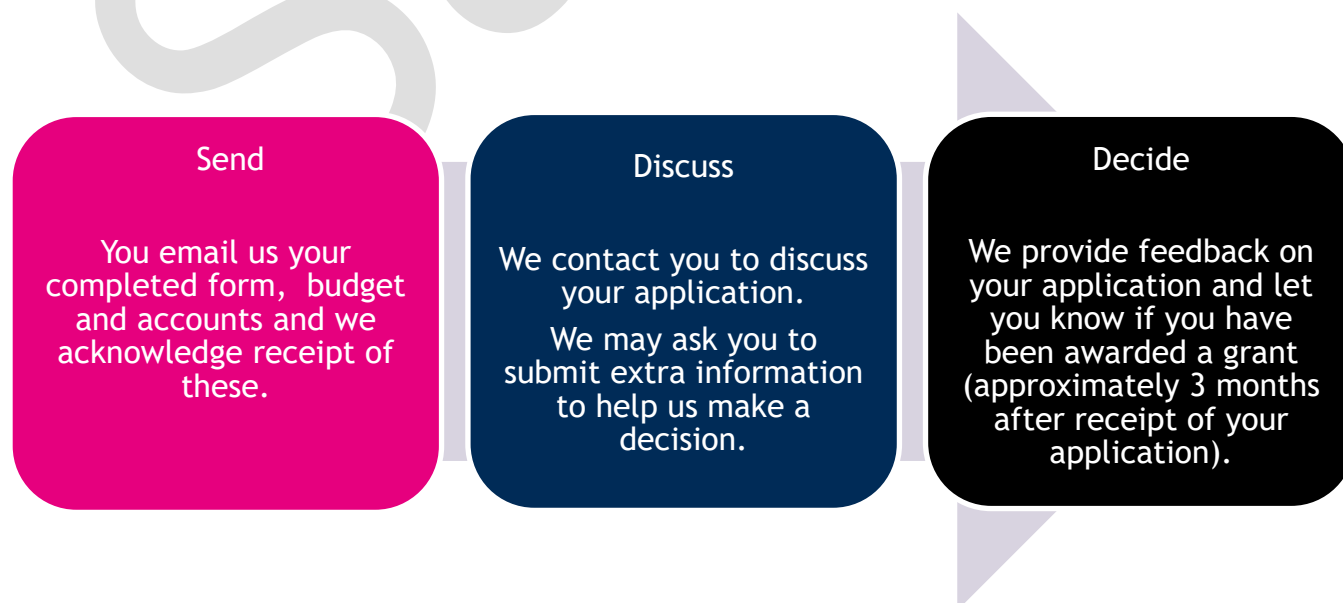 Send
You email us your
completed form,  budget
and accounts and we
acknowledge receipt of
these.
Discuss
We contact you to discuss
your application.
We may ask you to
submit extra information
to help us make a
decision.
Decide
We provide feedback on
your application and let
you know if you have
been awarded a grant
(approximately 3 months
after receipt of your
application).